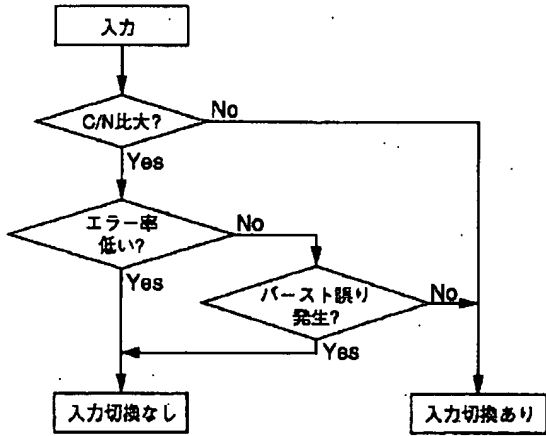 入力
C/N比大?
No
Yes
エラー率
低い?
No
Yes
バースト誤り
発生?
No
Yes
入力切換なし
入力切換あり